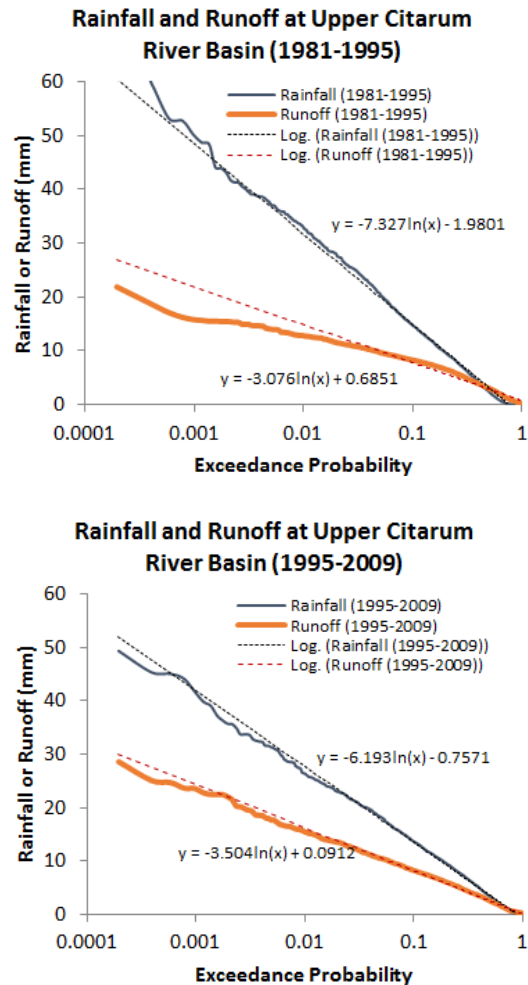 Rainfall and Runoff at Upper Citarum
River Basin (1981-1995)
60
50
40
30
20
10
0
Rainfall or Runoff (mm)
Rainfall (1981-1995)
Runoff (1981-1995)
Log. (Rainfall (1981-1995))
Log. (Runoff (1981-1995))
y = -7.327ln(x) - 1.9801
y = -3.076ln(x) + 0.6851
0.0001 0.001 0.01 0.1 1
Exceedance Probability
Rainfall and Runoff at Upper Citarum
River Basin (1995-2009)
60
50
40
30
20
10
0
Rainfall or Runoff (mm)
Rainfall (1995-2009)
Runoff (1995-2009)
Log. (Rainfall (1995-2009))
Log. (Runoff (1995-2009))
y = -6.193ln(x) - 0.7571
y = -3.504ln(x) + 0.0912
0.0001 0.001 0.01 0.1 1
Exceedance Probability